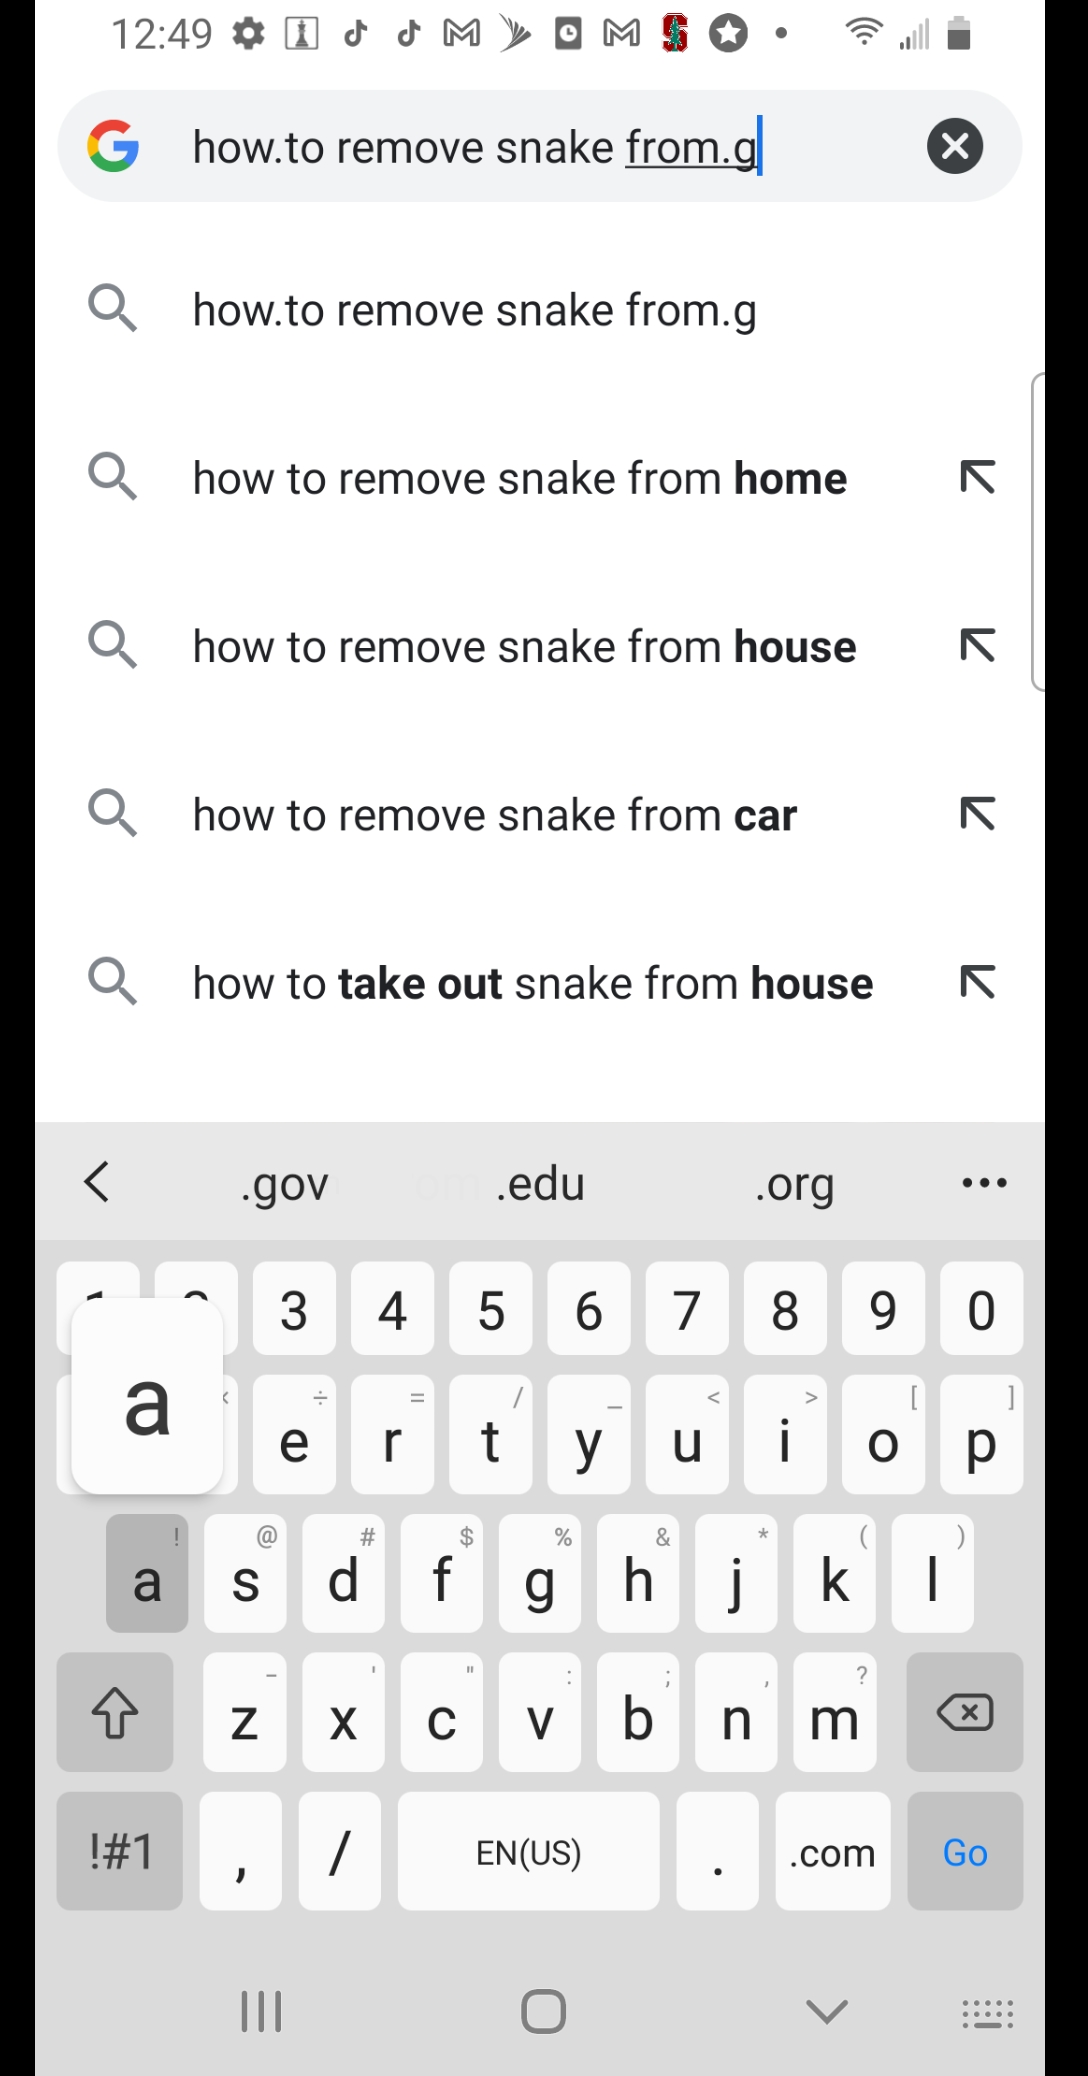 12:49
how.to remove snake from.g
how.to remove snake from.g
how to remove snake from home
how to remove snake from house
how to remove snake from car
how to take out snake from house
.gov .edu .org
3 4 5 6 7 8 9 0
a
÷ = / _ < > [ ]
e r t y u i o p
! @ # $ % & * ( )
a s d f g h j k l
- ' " : ; , ?
z x c v b n m
!#1 , / EN(US) . .com Go